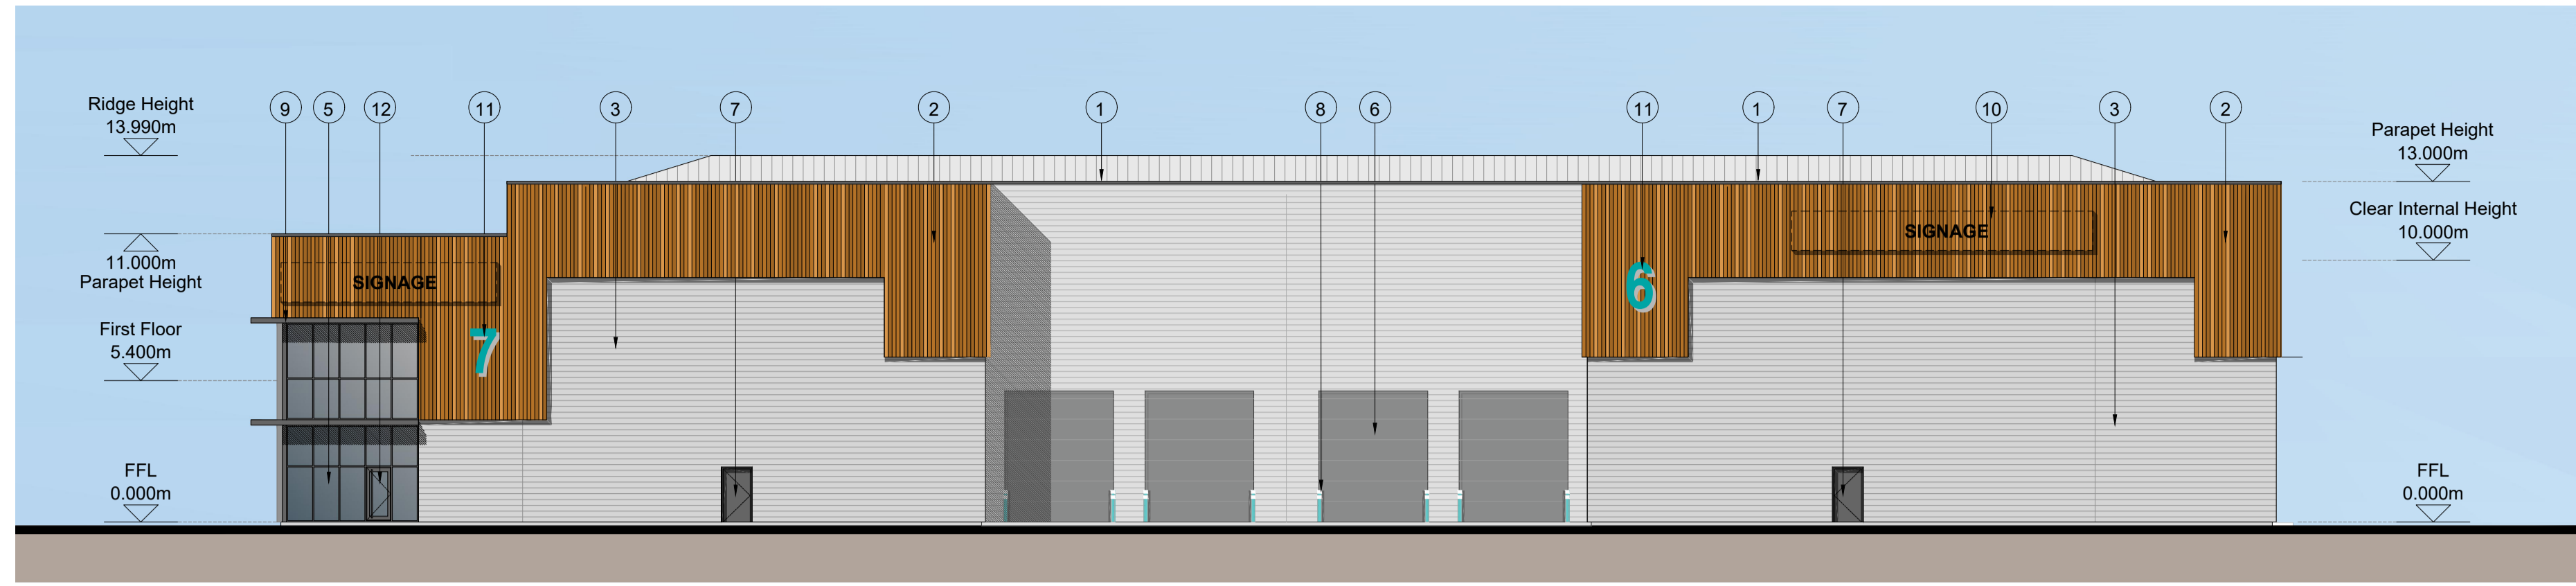 Ridge Height
13.990m
9 5 12 11 3 7 2 1 8 6 11 1 7 10 3 2
Parapet Height
13.000m
Clear Internal Height
10.000m
11.000m
Parapet Height
SIGNAGE
SIGNAGE
First Floor
5.400m
7
6
FFL
0.000m
FFL
0.000m